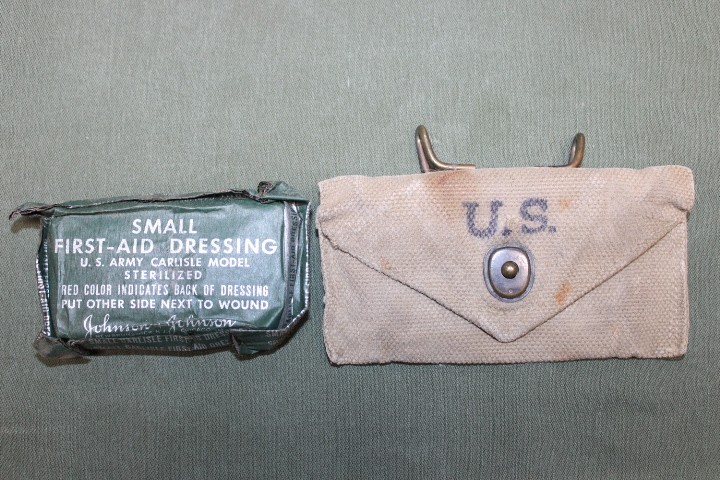 SMALL
FIRST-AID DRESSING
U.S. ARMY CARLISLE MODEL
STERILIZED
RED COLOR INDICATES BACK OF DRESSING
PUT OTHER SIDE NEXT TO WOUND
Johnson & Johnson
U.S.